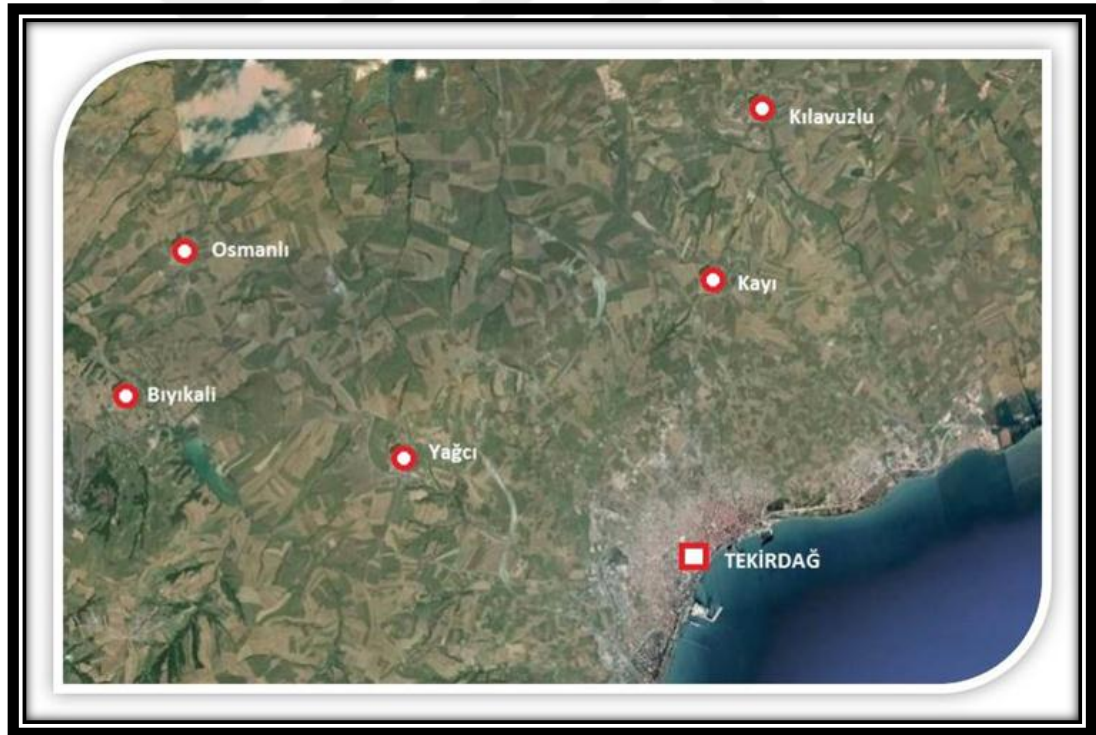 Kılavuzlu
Osmanlı
Kayı
Bıyıkali
Yağcı
TEKİRDAĞ